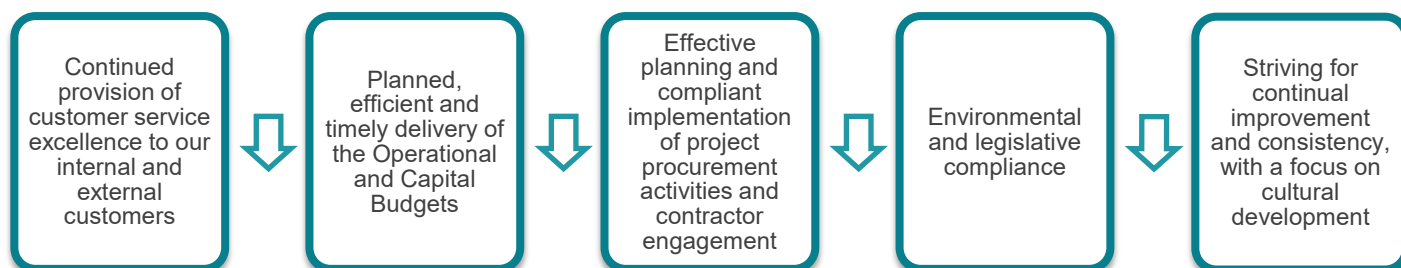 Continued
provision of
customer service
excellence to our
internal and
external
customers
Planned,
efficient and
timely delivery of
the Operational
and Capital
Budgets
Effective
planning and
compliant
implementation
of project
procurement
activities and
contractor
engagement
Environmental
and legislative
compliance
Striving for
continual
improvement
and consistency,
with a focus on
cultural
development